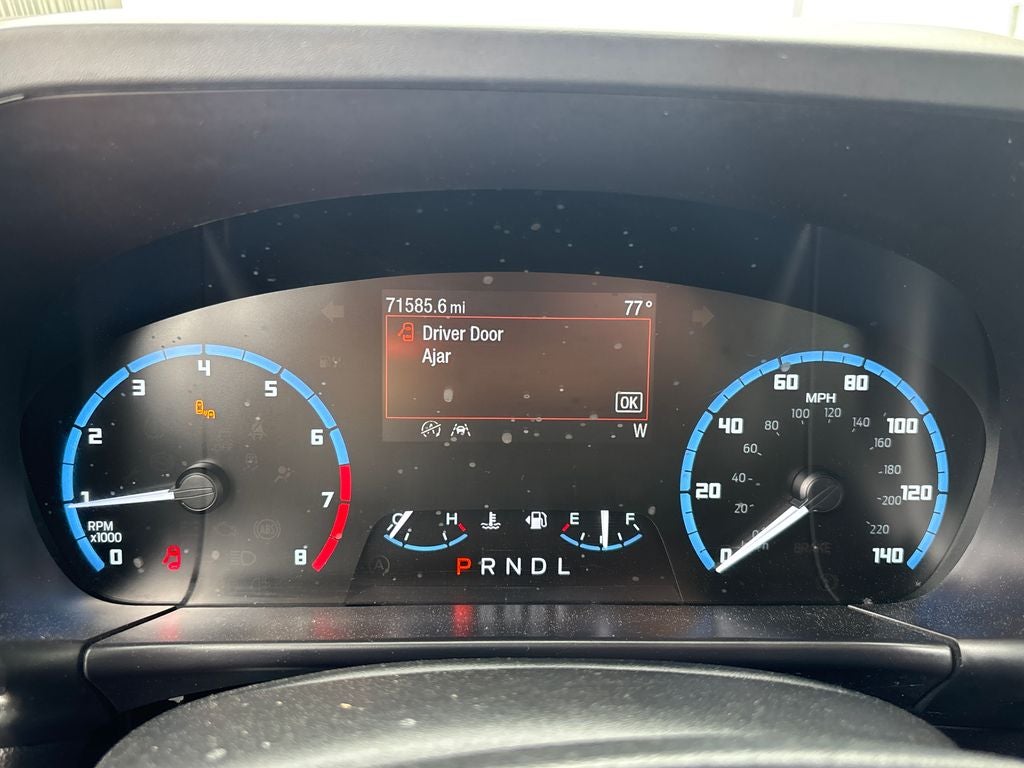 71585.6 mi 77°
Driver Door
Ajar
OK
W
0 1 2 3 4 5 6 7 8
RPM
x1000
C H
E F
P R N D L
0 20 40 60 80 100 120 140
MPH
20 40 60 80 100 120 140 160 180 200 220
BRAKE
ABS
A